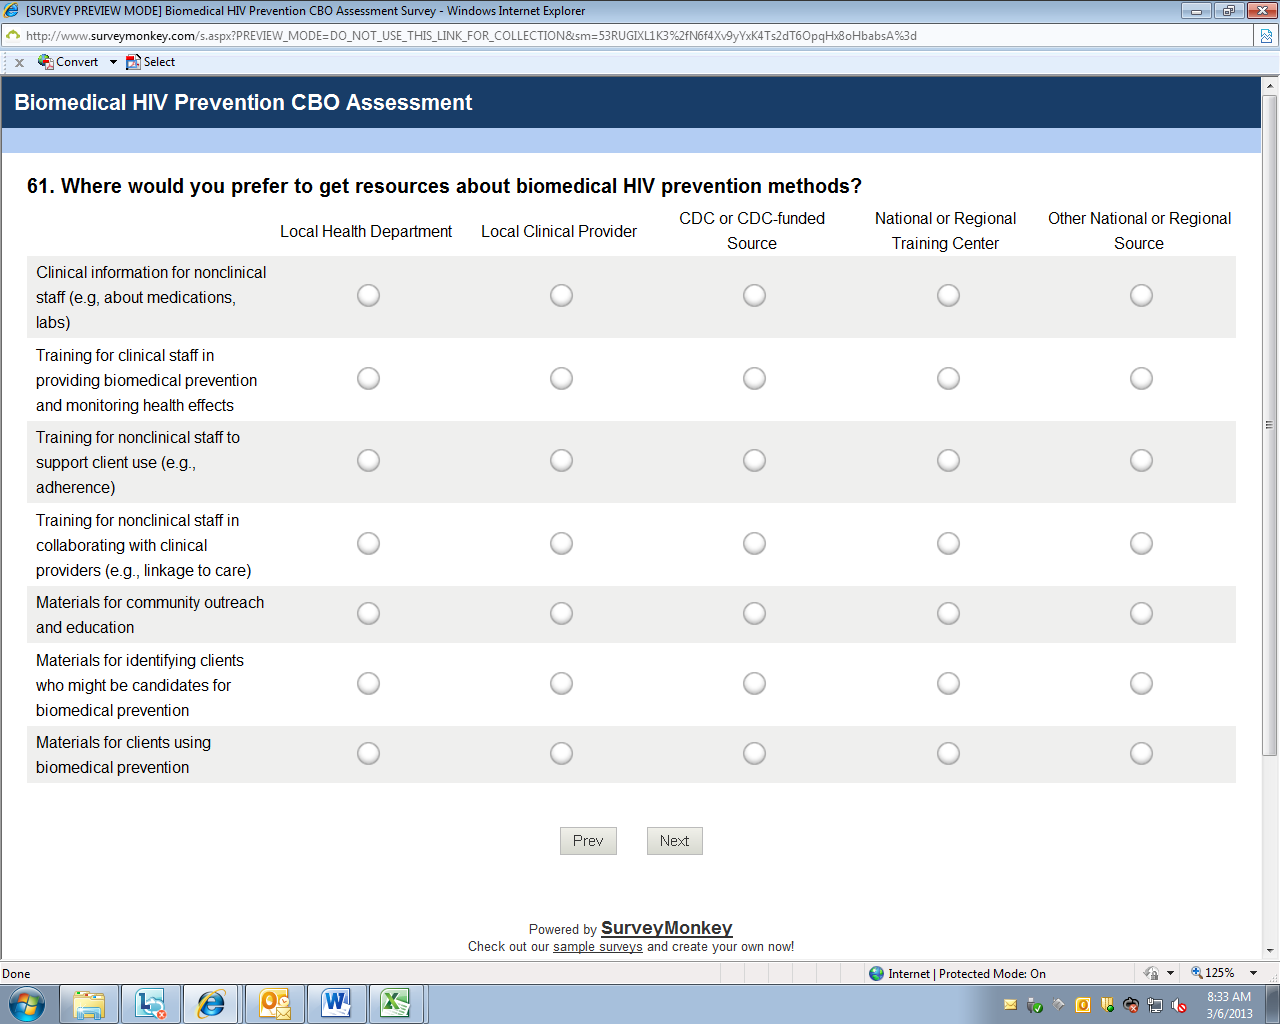 [SURVEY PREVIEW MODE] Biomedical HIV Prevention CBO Assessment Survey - Windows Internet Explorer
http://www.surveymonkey.com/s.aspx?PREVIEW_MODE=DO_NOT_USE_THIS_LINK_FOR_COLLECTION&sm=53RUGIXL1K3%2fN6f4Xv9yYxK4Ts2dT6OpqHx8oHbabsA%3d
x Convert Select
Biomedical HIV Prevention CBO Assessment
61. Where would you prefer to get resources about biomedical HIV prevention methods?
Local Health Department
Local Clinical Provider
CDC or CDC-funded
Source
National or Regional
Training Center
Other National or Regional
Source
Clinical information for nonclinical
staff (e.g, about medications,
labs)
Training for clinical staff in
providing biomedical prevention
and monitoring health effects
Training for nonclinical staff to
support client use (e.g.,
adherence)
Training for nonclinical staff in
collaborating with clinical
providers (e.g., linkage to care)
Materials for community outreach
and education
Materials for identifying clients
who might be candidates for
biomedical prevention
Materials for clients using
biomedical prevention
Prev Next
Powered by SurveyMonkey
Check out our sample surveys and create your own now!
Done Internet | Protected Mode: On 125%
8:33 AM
3/6/2013